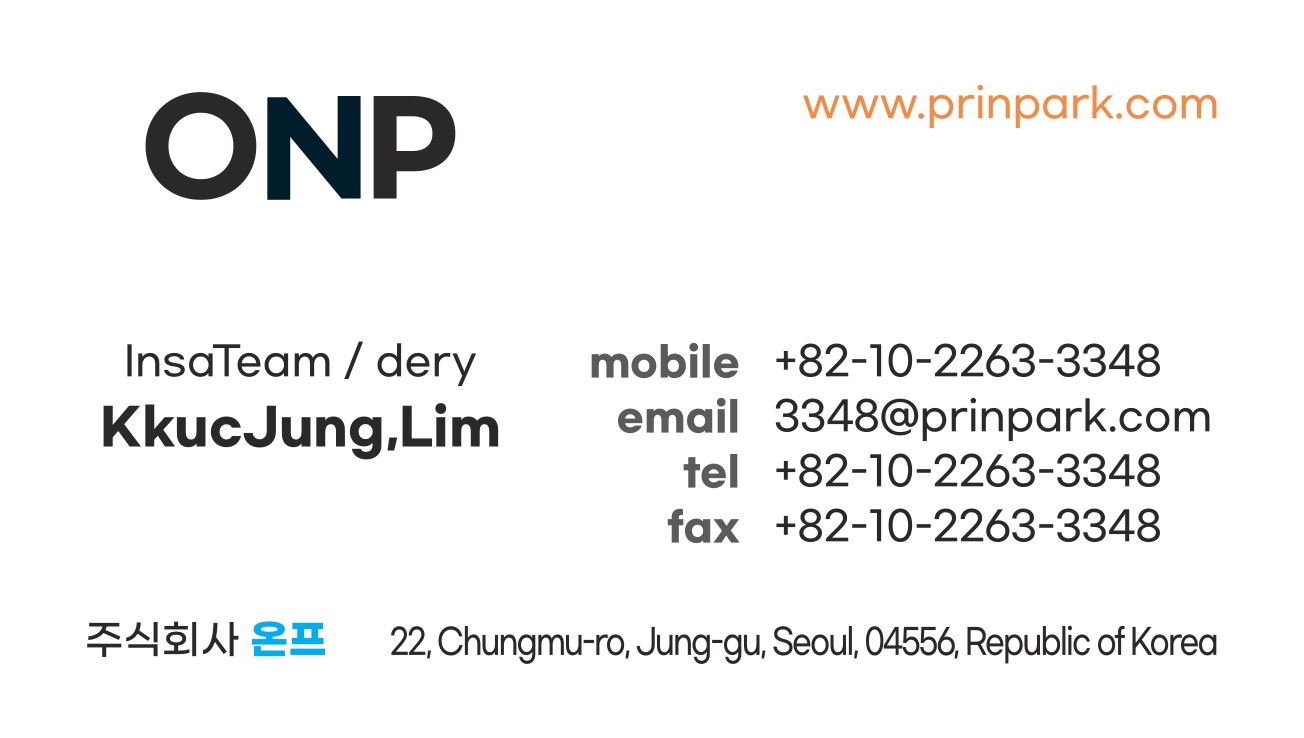 ONP
www.prinpark.com
InsaTeam / dery
KkucJung,Lim
mobile +82-10-2263-3348
email 3348@prinpark.com
tel +82-10-2263-3348
fax +82-10-2263-3348
주식회사 온프 22, Chungmu-ro, Jung-gu, Seoul, 04556, Republic of Korea